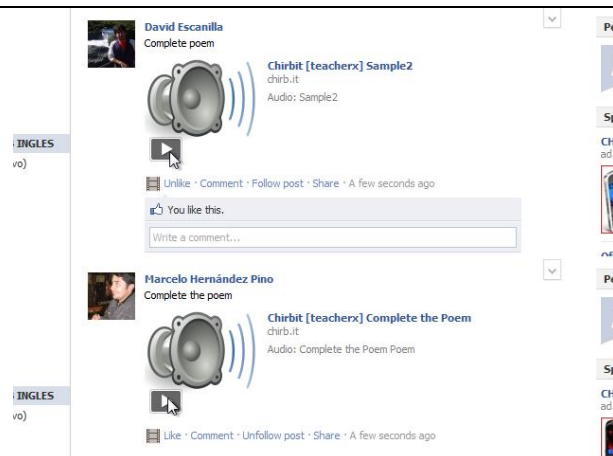 David Escanilla
Complete poem
Chirbit [teacherx] Sample2
chirb.it
Audio: Sample2
Unlike · Comment · Follow post · Share · A few seconds ago
You like this.
Write a comment...
Marcelo Hernández Pino
Complete the poem
Chirbit [teacherx] Complete the Poem
chirb.it
Audio: Complete the Poem Poem
Like · Comment · Unfollow post · Share · A few seconds ago
INGLES
vo)
INGLES
vo)
Pe
Sp
CH
ad
Pe
Sp
CH
ad